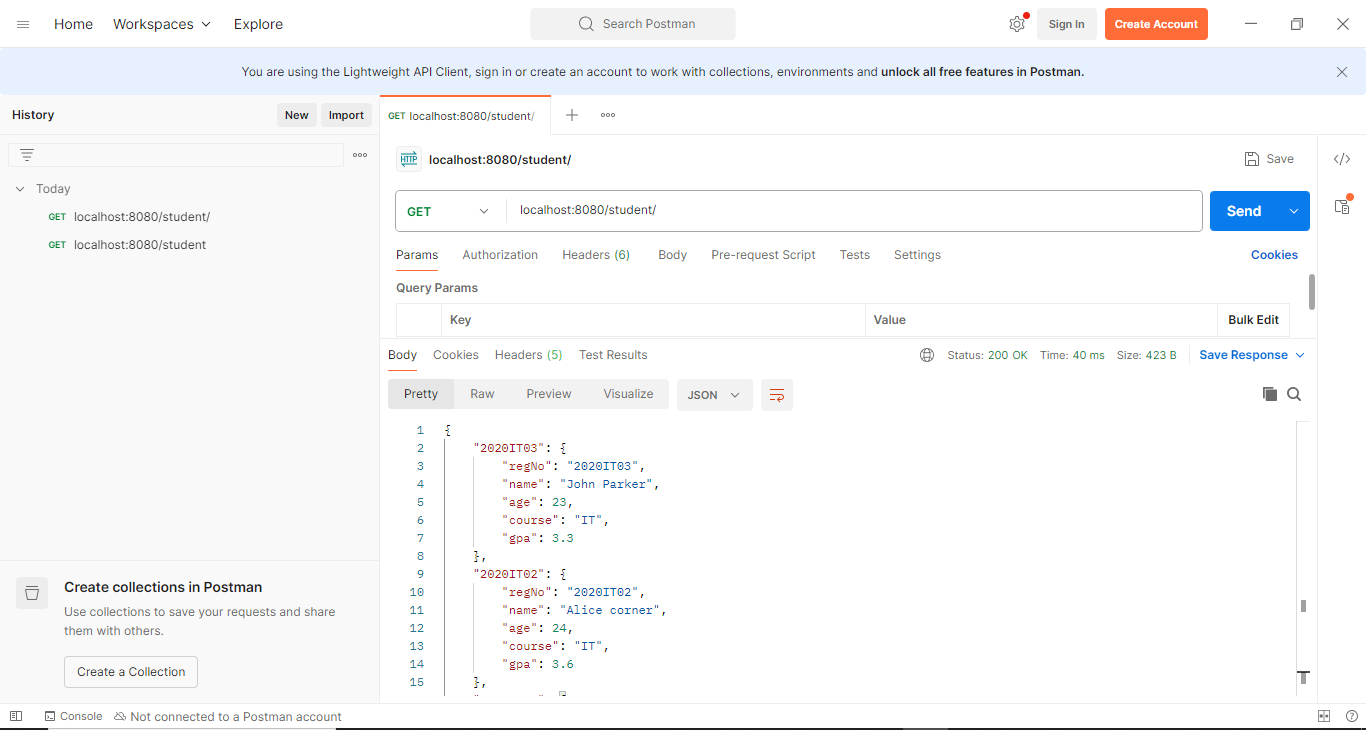 Home Workspaces Explore Search Postman Sign In Create Account
You are using the Lightweight API Client, sign in or create an account to work with collections, environments and unlock all free features in Postman.
History New Import
Today
GET localhost:8080/student/
GET localhost:8080/student
Create collections in Postman
Use collections to save your requests and share
them with others.
Create a Collection
GET localhost:8080/student/
HTTP localhost:8080/student/ Save
GET localhost:8080/student/ Send
Params Authorization Headers (6) Body Pre-request Script Tests Settings Cookies
Query Params
Key Value Bulk Edit
Body Cookies Headers (5) Test Results Status: 200 OK Time: 40 ms Size: 423 B Save Response
Pretty Raw Preview Visualize JSON
1 {
2 "2020IT03": {
3 "regNo": "2020IT03",
4 "name": "John Parker",
5 "age": 23,
6 "course": "IT",
7 "gpa": 3.3
8 },
9 "2020IT02": {
10 "regNo": "2020IT02",
11 "name": "Alice corner",
12 "age": 24,
13 "course": "IT",
14 "gpa": 3.6
15 },
Console Not connected to a Postman account